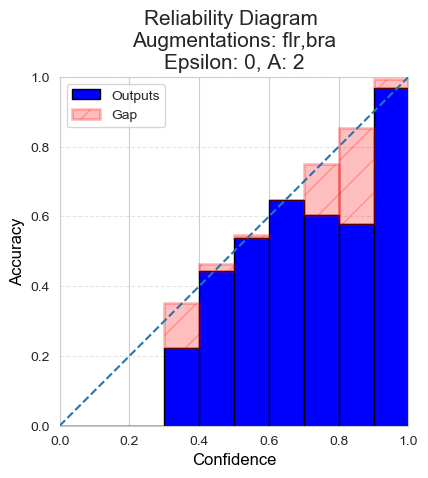 Reliability Diagram
Augmentations: flr,bra
Epsilon: 0, A: 2
Outputs
Gap
1.0
0.8
0.6
0.4
0.2
0.0
Accuracy
0.0 0.2 0.4 0.6 0.8 1.0
Confidence